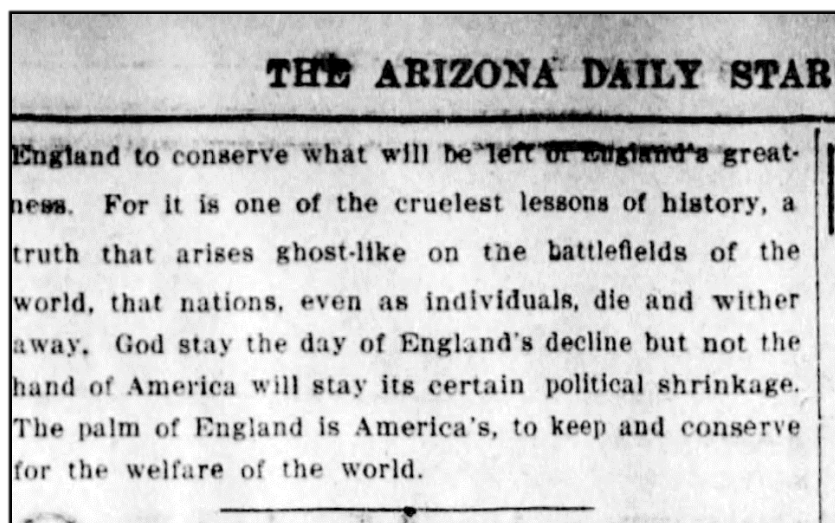 THE ARIZONA DAILY STAR
England to conserve what will be left of England's great-
ness. For it is one of the cruelest lessons of history, a
truth that arises ghost-like on the battlefields of the
world, that nations, even as individuals, die and wither
away. God stay the day of England's decline but not the
hand of America will stay its certain political shrinkage.
The palm of England is America's, to keep and conserve
for the welfare of the world.